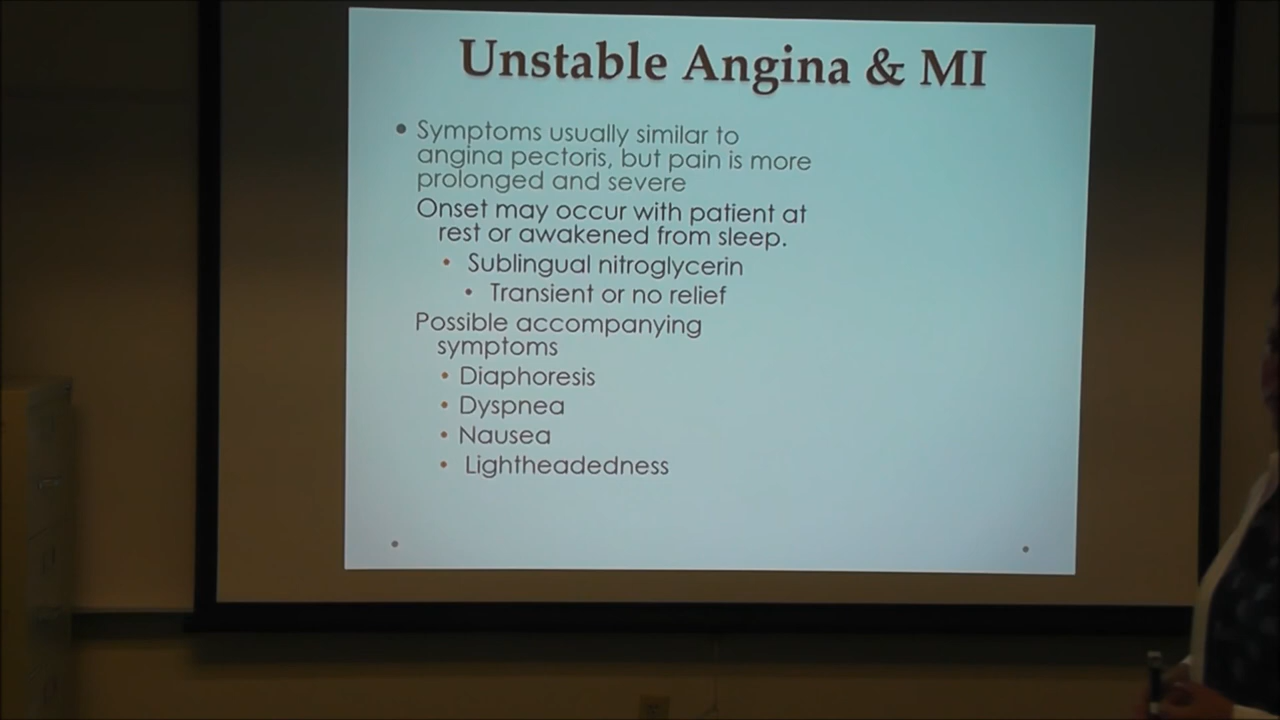 Unstable Angina & MI
• Symptoms usually similar to
angina pectoris, but pain is more
prolonged and severe
Onset may occur with patient at
rest or awakened from sleep.
• Sublingual nitroglycerin
• Transient or no relief
Possible accompanying
symptoms
• Diaphoresis
• Dyspnea
• Nausea
• Lightheadedness